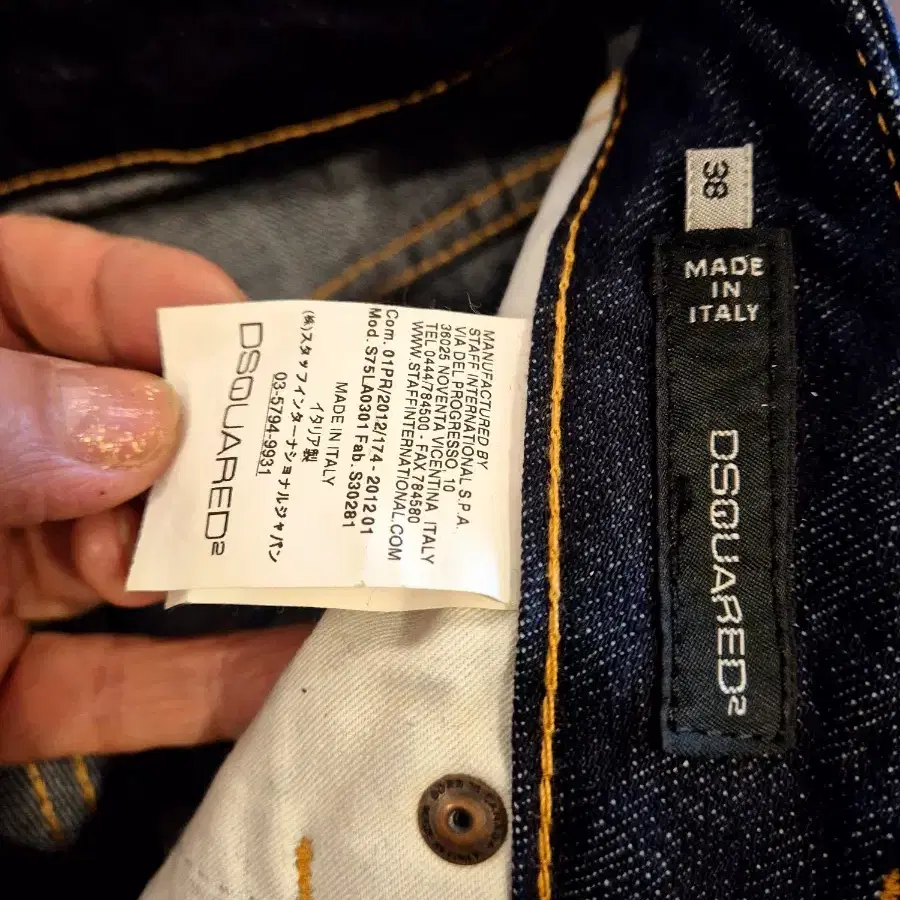 MANUFACTURED BY
STAFF INTERNATIONAL S.P.A.
VIA DEL PROGRESSO, 10
36025 NOVENTA VICENTINA ITALY
TEL 0444/784500 - FAX 784580
WWW.STAFFINTERNATIONAL.COM
Com. 01PR/2012/174 - 2012 01
Mod. S75LA0301 Fab. S30281
MADE IN ITALY
イタリア製
(株)スタッフインターナショナルジャパン
03-5794-9931
DSQUARED2
38
MADE
IN
ITALY
DSQUARED2